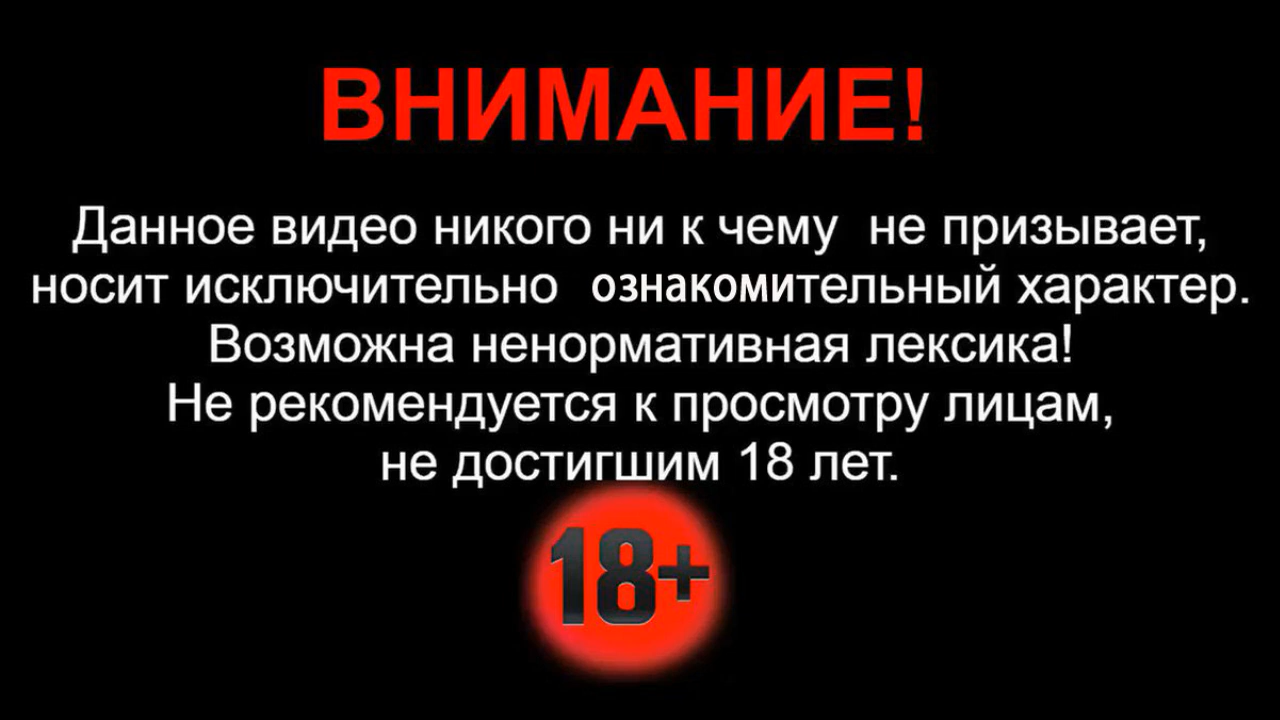 ВНИМАНИЕ!
Данное видео никого ни к чему не призывает,
носит исключительно ознакомительный характер.
Возможна ненормативная лексика!
Не рекомендуется к просмотру лицам,
не достигшим 18 лет.
18+